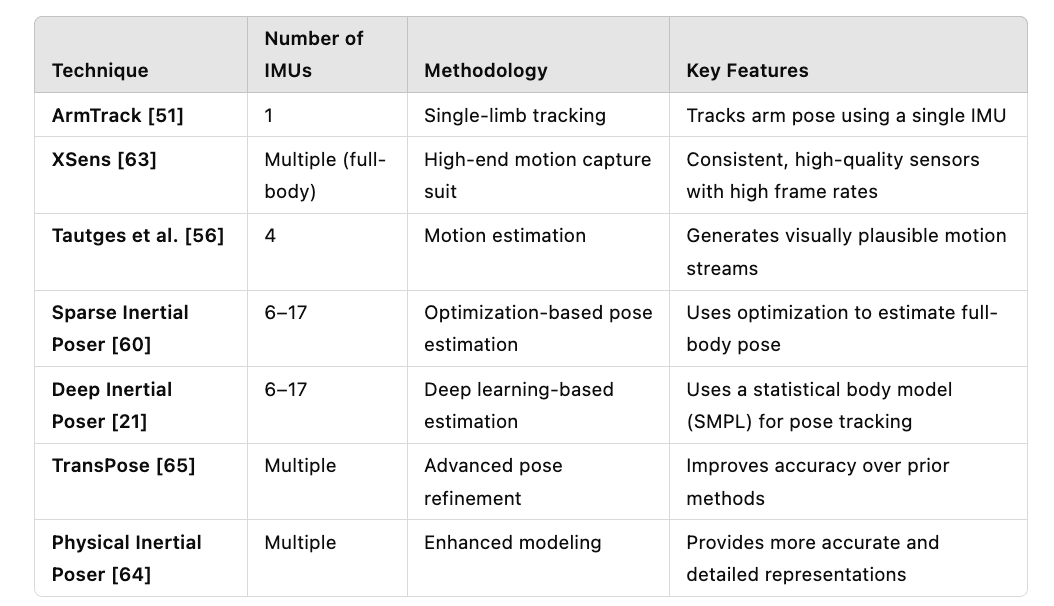 Technique
Number of
IMUs
Methodology
Key Features
ArmTrack [51]
1
Single-limb tracking
Tracks arm pose using a single IMU
XSens [63]
Multiple (full-
body)
High-end motion capture
suit
Consistent, high-quality sensors
with high frame rates
Tautges et al. [56]
4
Motion estimation
Generates visually plausible motion
streams
Sparse Inertial
Poser [60]
6–17
Optimization-based pose
estimation
Uses optimization to estimate full-
body pose
Deep Inertial
Poser [21]
6–17
Deep learning-based
estimation
Uses a statistical body model
(SMPL) for pose tracking
TransPose [65]
Multiple
Advanced pose
refinement
Improves accuracy over prior
methods
Physical Inertial
Poser [64]
Multiple
Enhanced modeling
Provides more accurate and
detailed representations